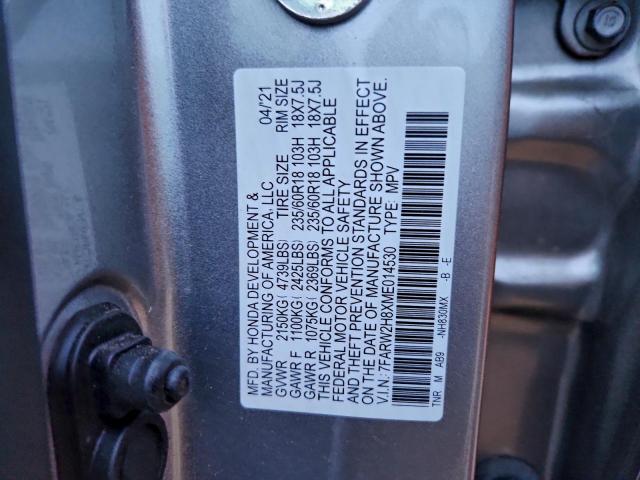 MFD. BY HONDA DEVELOPMENT & 04/21
MANUFACTURING OF AMERICA, LLC
GVWR 2150KG( 4739LBS) TIRE SIZE RIM SIZE
GAWR F 1100KG( 2425LBS) 235/60R18 103H 18X7.5J
GAWR R 1075KG( 2369LBS) 235/60R18 103H 18X7.5J
THIS VEHICLE CONFORMS TO ALL APPLICABLE
FEDERAL MOTOR VEHICLE SAFETY
AND THEFT PREVENTION STANDARDS IN EFFECT
ON THE DATE OF MANUFACTURE SHOWN ABOVE.
V.I.N: 7FARW2H8XME014530 TYPE: MPV
TNR M AB9 -NH830MX -B -E